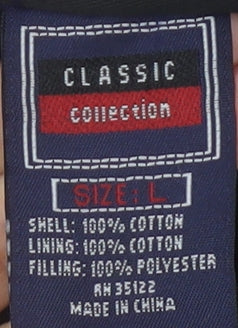 CLASSIC
collection
SIZE: L
SHELL: 100% COTTON
LINING: 100% COTTON
FILLING: 100% POLYESTER
RN 35122
MADE IN CHINA